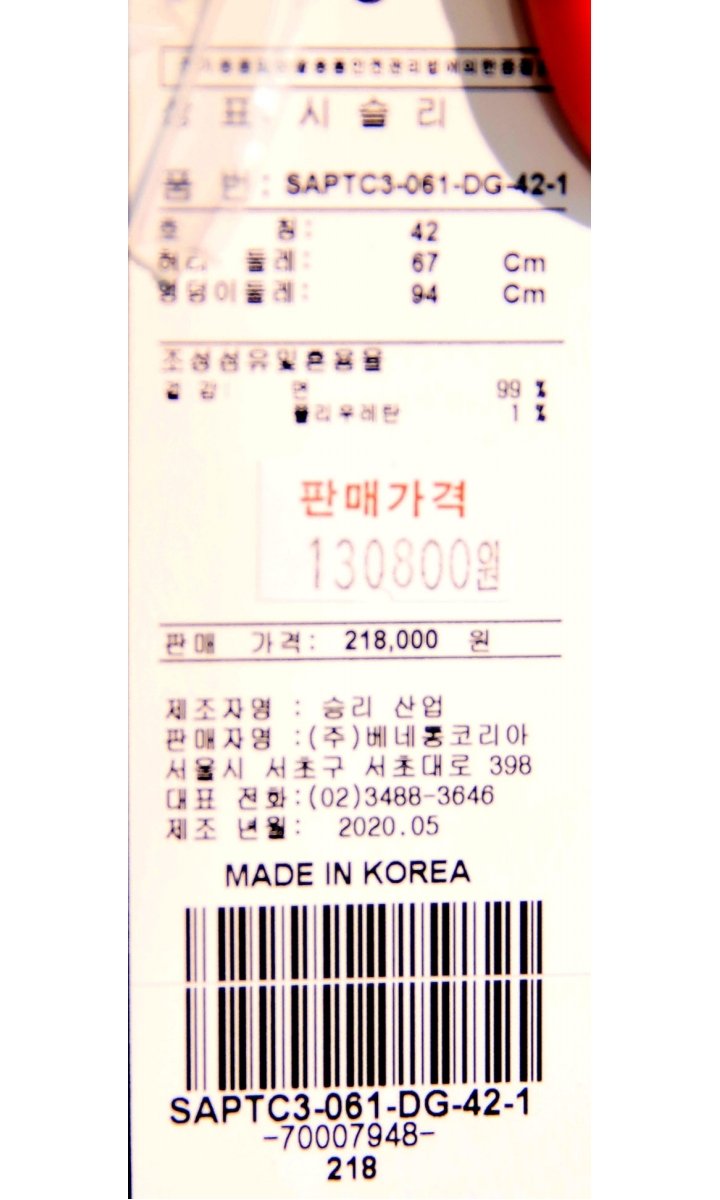 상 표 : 시 슬 리
품 번 : SAPTC3-061-DG-42-1
호 칭 : 42
허리 둘레 : 67 Cm
엉덩이둘레 : 94 Cm
조성섬유및혼용율
겉 감 : 면 99 %
폴리우레탄 1 %
판매가격
130800원
판매 가격 : 218,000 원
제조자명 : 승리 산업
판매자명 :(주)베네통코리아
서울시 서초구 서초대로 398
대표 전화:(02)3488-3646
제조 년월: 2020.05
MADE IN KOREA
SAPTC3-061-DG-42-1
-70007948-
218